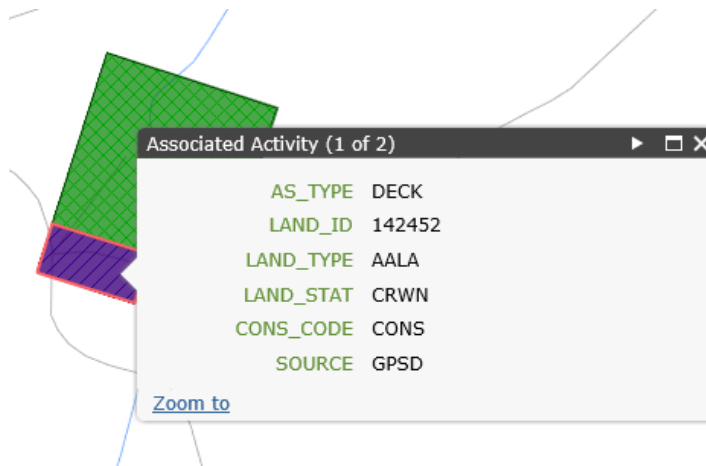 Associated Activity (1 of 2)
AS_TYPE DECK
LAND_ID 142452
LAND_TYPE AALA
LAND_STAT CRWN
CONS_CODE CONS
SOURCE GPSD
Zoom to